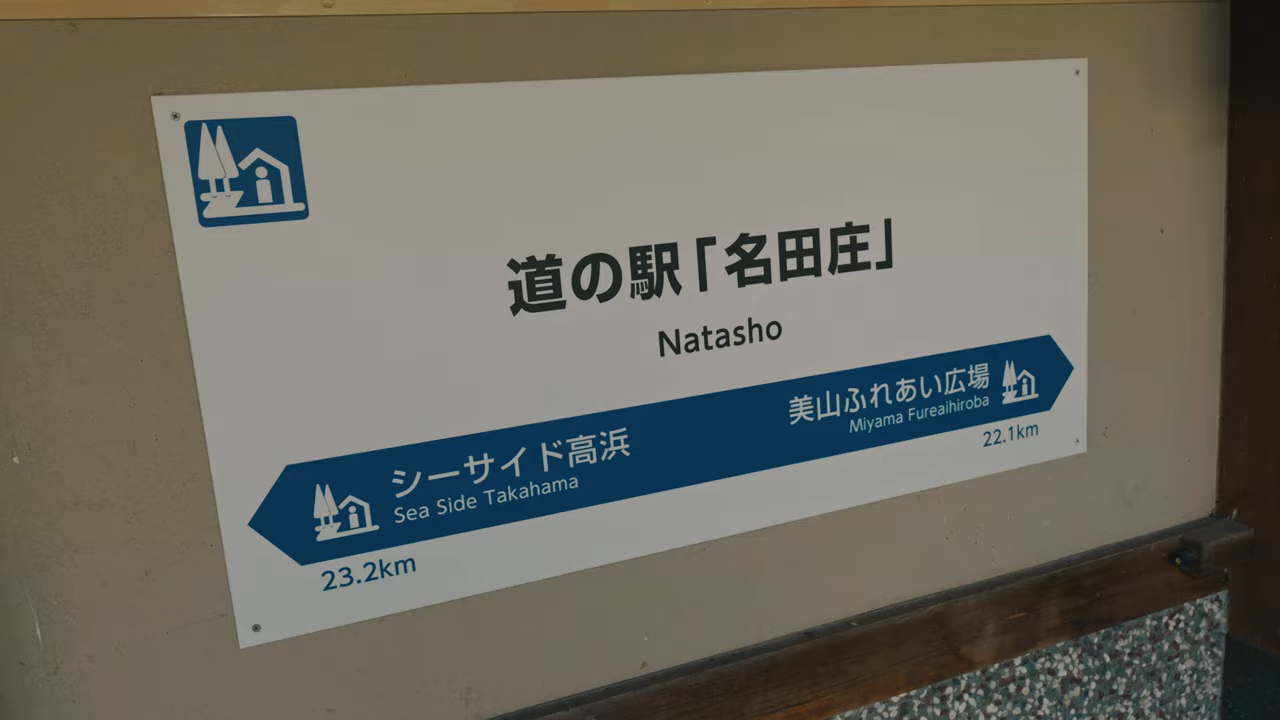 道の駅「名田庄」
Natasho
シーサイド高浜
Sea Side Takahama
23.2km
美山ふれあい広場
Miyama Fureaihiroba
22.1km